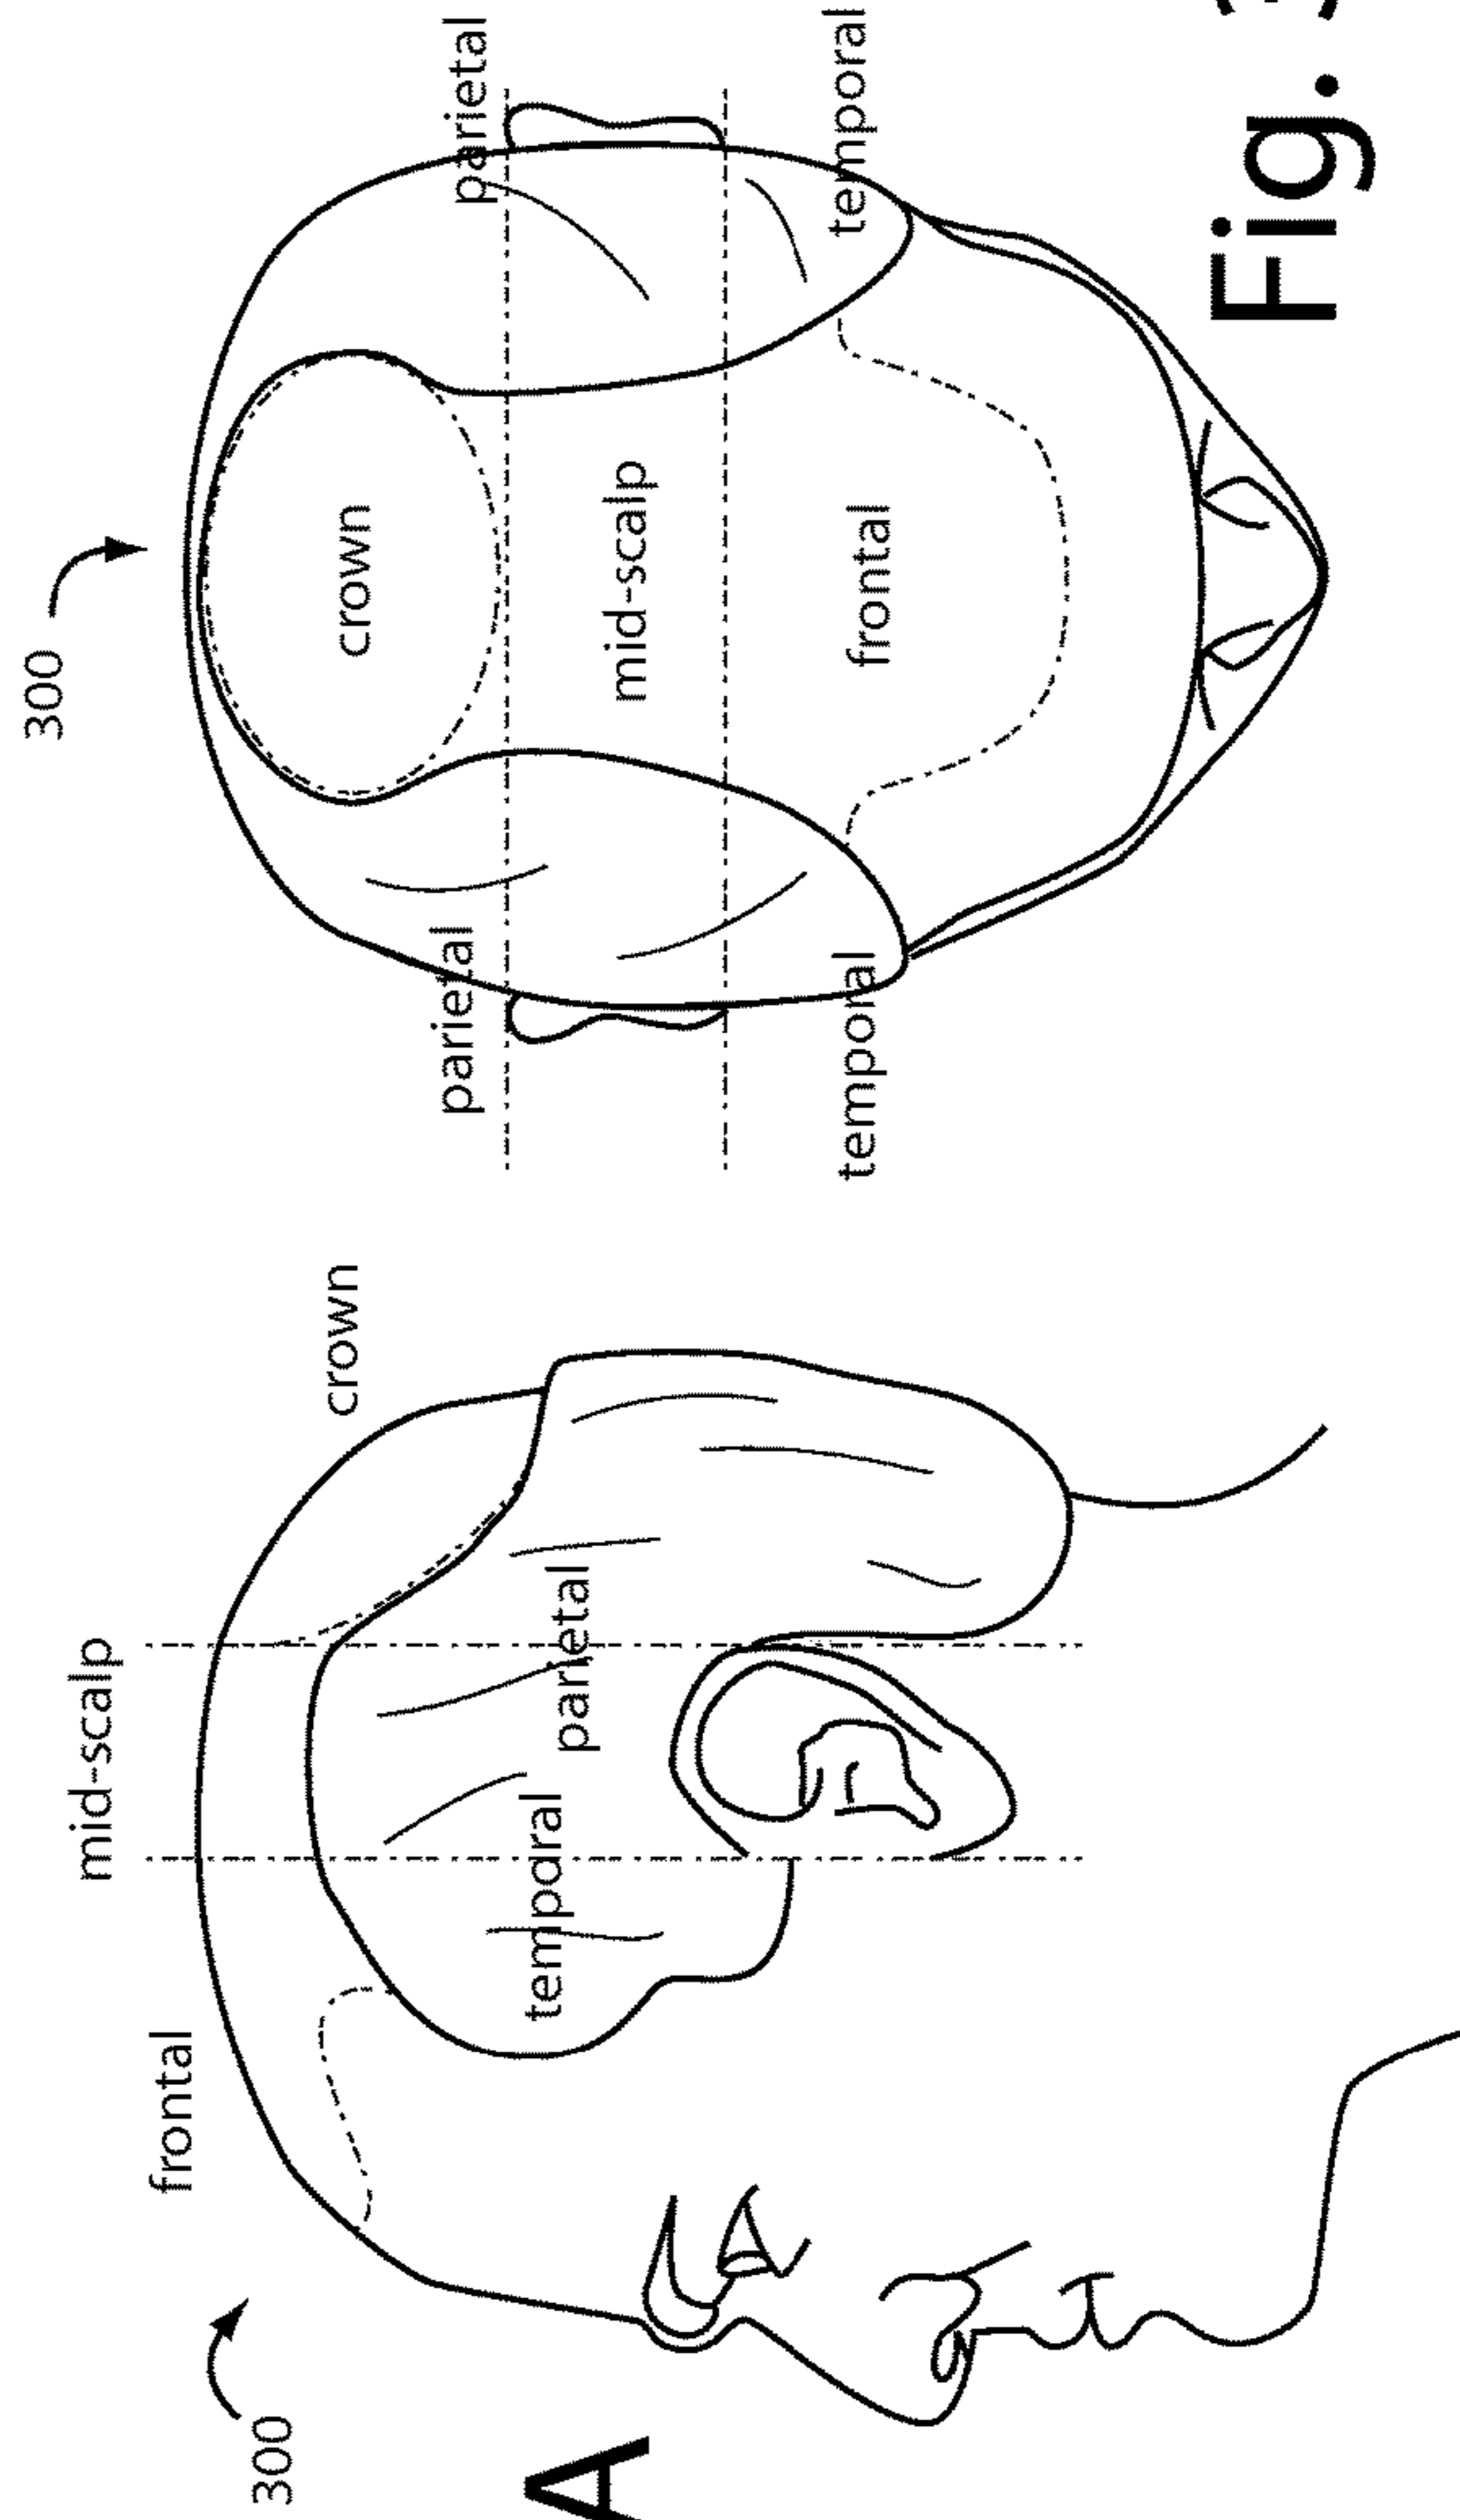 mid-scalp
frontal
300
crown
temporal
parietal
A
300
crown
parietal
parietal
mid-scalp
temporal
frontal
temporal
Fig.